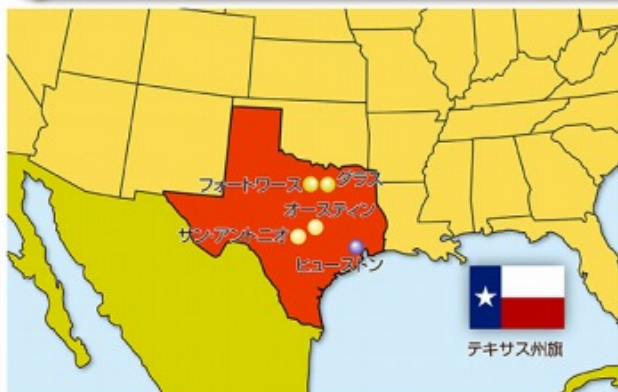 フォートワース
ダラス
オースティン
サン・アントニオ
ヒューストン
テキサス州旗